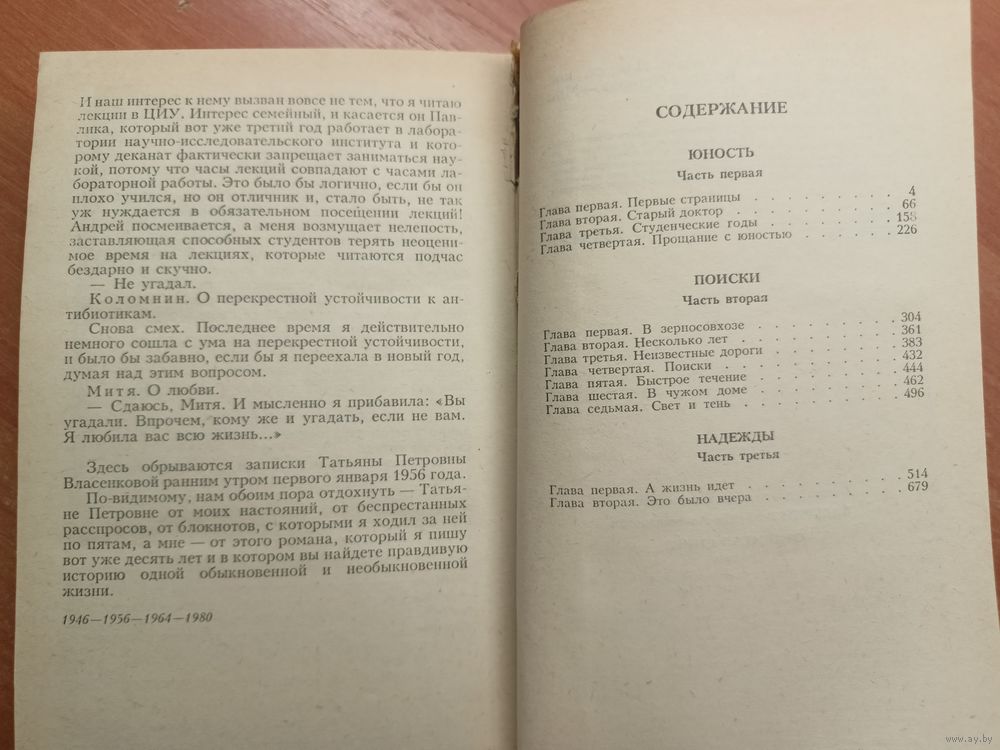 И наш интерес к нему вызван вовсе не тем, что я читаю
лекции в ЦИУ. Интерес семейный, и касается он Пав-
лика, который вот уже третий год работает в лабора-
тории научно-исследовательского института и кото-
рому деканат фактически запрещает заниматься нау-
кой, потому что часы лекций совпадают с часами ла-
бораторной работы. Это было бы логично, если бы он
плохо учился, но он отличник и, стало быть, не так
уж нуждается в обязательном посещении лекций!
Андрей посмеивается, а меня возмущает нелепость,
заставляющая способных студентов терять неоцени-
мое время на лекциях, которые читаются подчас
бездарно и скучно.
— Не угадал.
Коломнин. О перекрестной устойчивости к ан-
тибиотикам.
Снова смех. Последнее время я действительно
немного сошла с ума на перекрестной устойчивости,
и было бы забавно, если бы я переехала в новый год,
думая над этим вопросом.
Митя. О любви.
— Сдаюсь, Митя. И мысленно я прибавила: «Вы
угадали. Впрочем, кому же и угадать, если не вам.
Я любила вас всю жизнь...»
Здесь обрываются записки Татьяны Петровны
Власенковой ранним утром первого января 1956 года.
По-видимому, нам обоим пора отдохнуть — Татья-
не Петровне от моих настояний, от беспрестанных
расспросов, от блокнотов, с которыми я ходил за ней
по пятам, а мне — от этого романа, который я пишу
вот уже десять лет и в котором вы найдете правдивую
историю одной обыкновенной и необыкновенной
жизни.
1946—1956—1964—1980
СОДЕРЖАНИЕ
ЮНОСТЬ
Часть первая
Глава первая. Первые страницы . . . . . . . 4
Глава вторая. Старый доктор . . . . . . . . 66
Глава третья. Студенческие годы . . . . . . 158
Глава четвертая. Прощание с юностью . . . . . . 226
ПОИСКИ
Часть вторая
Глава первая. В зерносовхозе . . . . . . . . 304
Глава вторая. Несколько лет . . . . . . . . 361
Глава третья. Неизвестные дороги . . . . . . . 383
Глава четвертая. Поиски . . . . . . . . . 432
Глава пятая. Быстрое течение . . . . . . . . 444
Глава шестая. В чужом доме . . . . . . . . 462
Глава седьмая. Свет и тень . . . . . . . . 496
НАДЕЖДЫ
Часть третья
Глава первая. А жизнь идет . . . . . . . . 514
Глава вторая. Это было вчера . . . . . . . . 679
www.ay.by